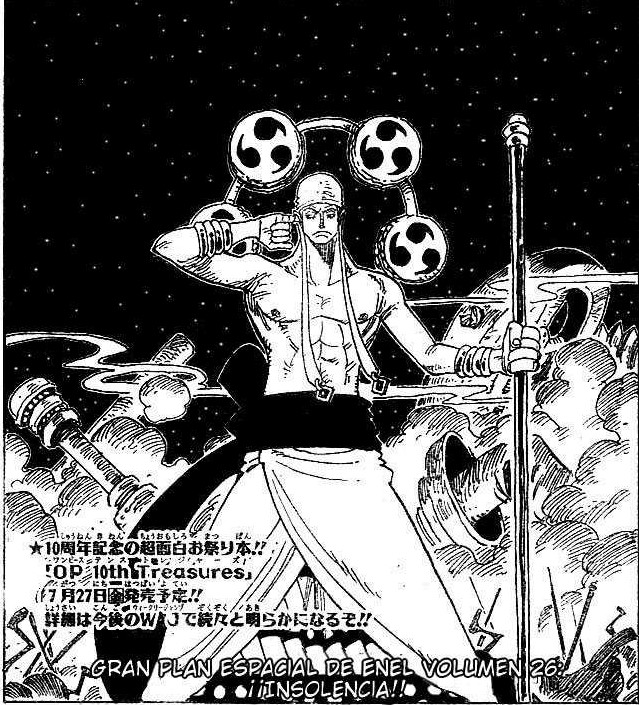 ★10周年記念の超面白お祭り本!!
「OP 10th Treasures」
7月27日㊎発売予定!!
詳細は今後のWJで続々と明らかになるぞ!!
GRAN PLAN ESPACIAL DE ENEL VOLUMEN 26:
¡¡INSOLENCIA!!